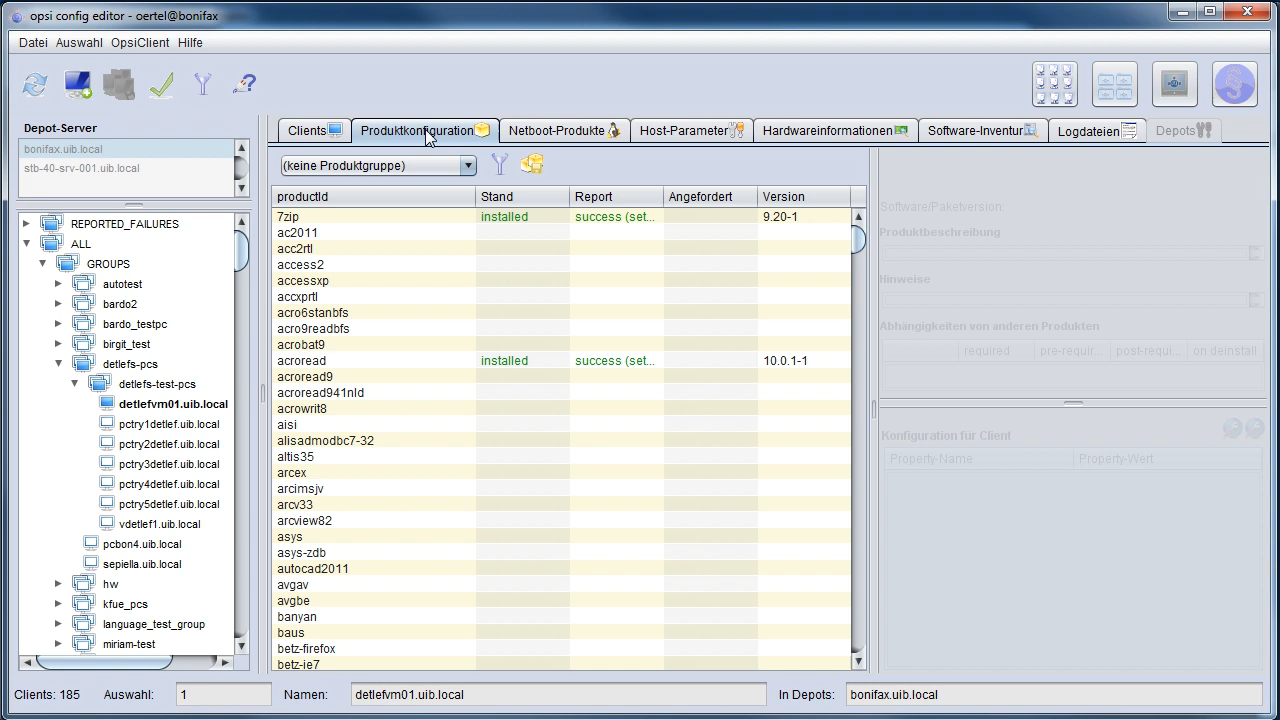 opsi config editor - oertel@bonifax
Datei Auswahl OpsiClient Hilfe
Depot-Server
bonifax.uib.local
stb-40-srv-001.uib.local
REPORTED_FAILURES
ALL
GROUPS
autotest
bardo2
bardo_testpc
birgit_test
detlefs-pcs
detlefs-test-pcs
detlefvm01.uib.local
pctry1detlef.uib.local
pctry2detlef.uib.local
pctry3detlef.uib.local
pctry4detlef.uib.local
pctry5detlef.uib.local
vdetlef1.uib.local
pcbon4.uib.local
sepiella.uib.local
hw
kfue_pcs
language_test_group
miriam-test
Clients Produktkonfiguration Netboot-Produkte Host-Parameter Hardwareinformationen Software-Inventur Logdateien Depots
(keine Produktgruppe)
productId Stand Report Angefordert Version
7zip installed success (set... 9.20-1
ac2011
acc2rtl
access2
accessxp
accxprtl
acro6stanbfs
acro9readbfs
acrobat9
acroread installed success (set... 10.0.1-1
acroread9
acroread941nld
acrowrit8
aisi
alisadmodbc7-32
altis35
arcex
arcimsjv
arcv33
arcview82
asys
asys-zdb
autocad2011
avgav
avgbe
banyan
baus
betz-firefox
betz-ie7
Software/Paketversion:
Produktbeschreibung
Hinweise
Abhängigkeiten von anderen Produkten
required pre-requir... post-requi... on deinstall
Konfiguration für Client
Property-Name Property-Wert
Clients: 185 Auswahl: 1 Namen: detlefvm01.uib.local In Depots: bonifax.uib.local